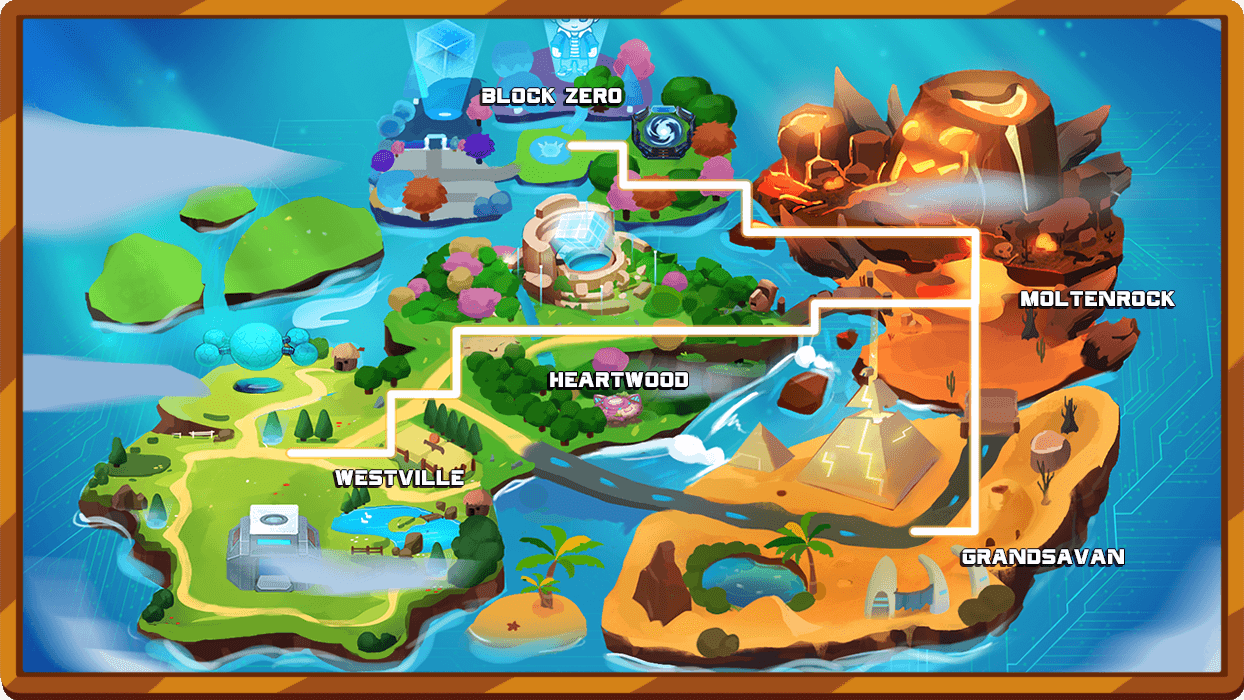 BLOCK ZERO
MOLTENROCK
HEARTWOOD
WESTVILLE
GRANDSAVAN